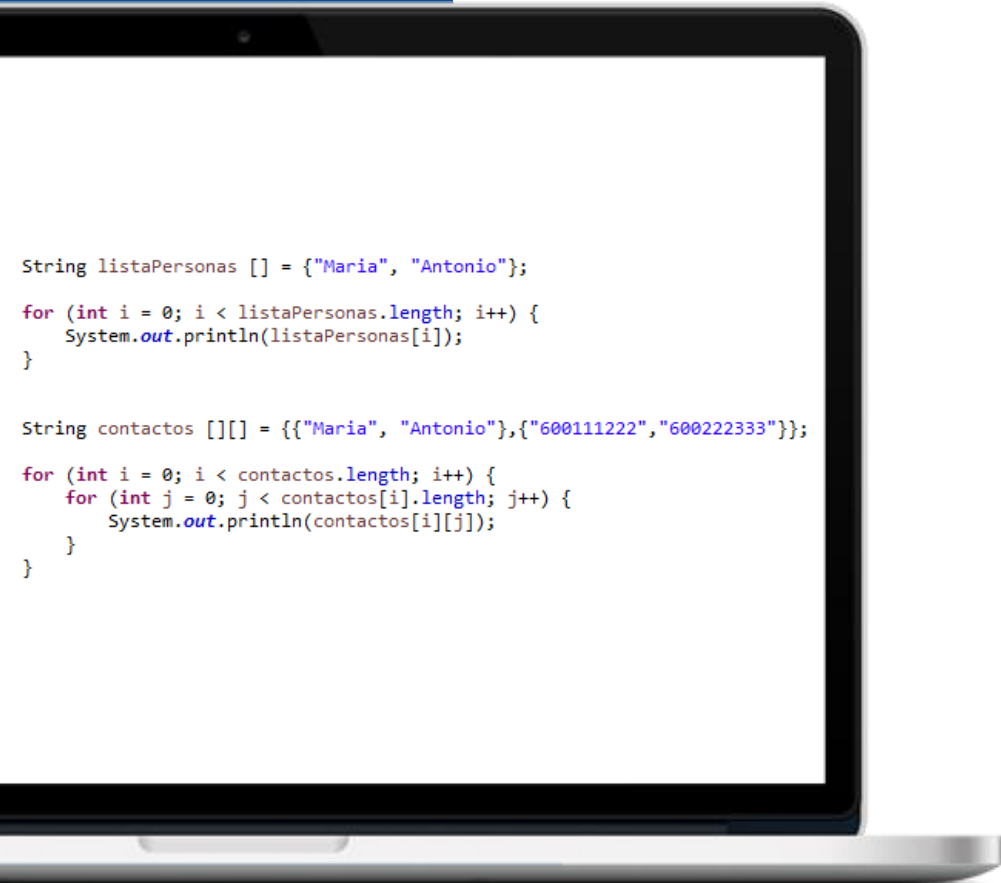 String listaPersonas [] = {"Maria", "Antonio"};
for (int i = 0; i < listaPersonas.length; i++) {
System.out.println(listaPersonas[i]);
}
String contactos [][] = {{"Maria", "Antonio"},{"600111222","600222333"}};
for (int i = 0; i < contactos.length; i++) {
for (int j = 0; j < contactos[i].length; j++) {
System.out.println(contactos[i][j]);
}
}